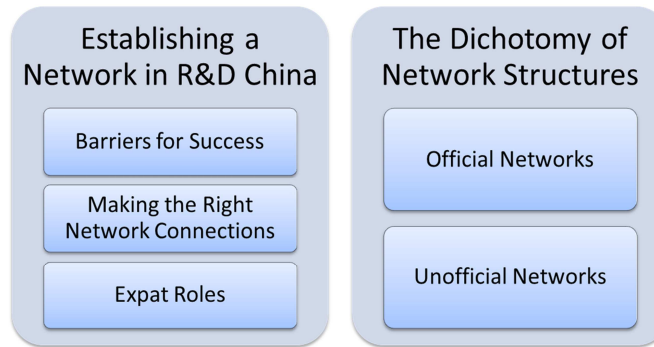 Establishing a
Network in R&D China
Barriers for Success
Making the Right
Network Connections
Expat Roles
The Dichotomy of
Network Structures
Official Networks
Unofficial Networks